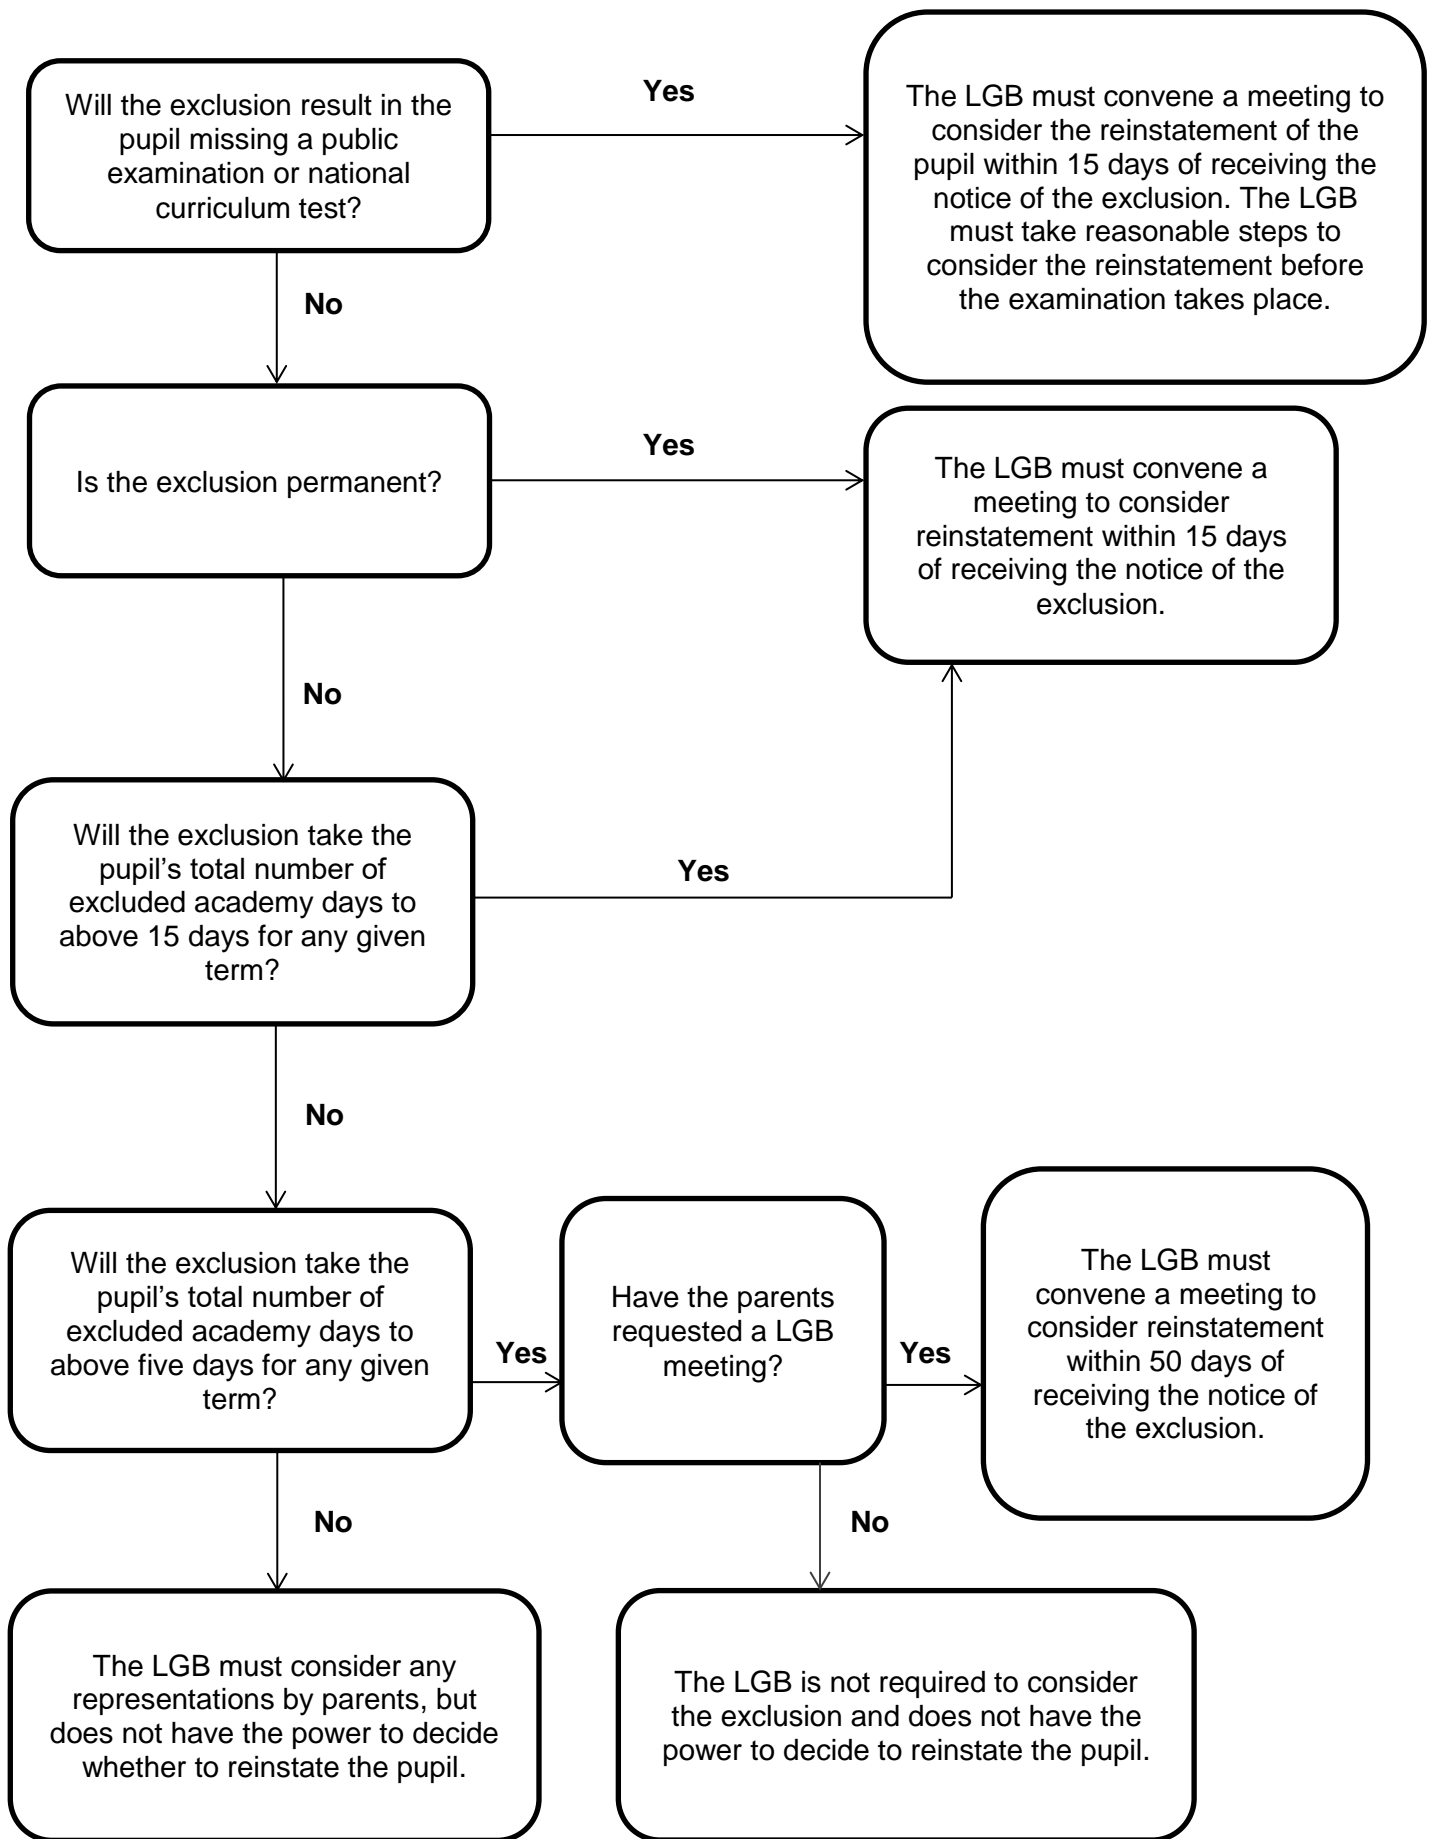 Will the exclusion result in the
pupil missing a public
examination or national
curriculum test?
Yes
The LGB must convene a meeting to
consider the reinstatement of the
pupil within 15 days of receiving the
notice of the exclusion. The LGB
must take reasonable steps to
consider the reinstatement before
the examination takes place.
No
Is the exclusion permanent?
Yes
The LGB must convene a
meeting to consider
reinstatement within 15 days
of receiving the notice of the
exclusion.
No
Will the exclusion take the
pupil’s total number of
excluded academy days to
above 15 days for any given
term?
Yes
No
Will the exclusion take the
pupil’s total number of
excluded academy days to
above five days for any given
term?
Yes
Have the parents
requested a LGB
meeting?
Yes
The LGB must
convene a meeting to
consider reinstatement
within 50 days of
receiving the notice of
the exclusion.
No
No
The LGB must consider any
representations by parents, but
does not have the power to decide
whether to reinstate the pupil.
The LGB is not required to consider
the exclusion and does not have the
power to decide to reinstate the pupil.